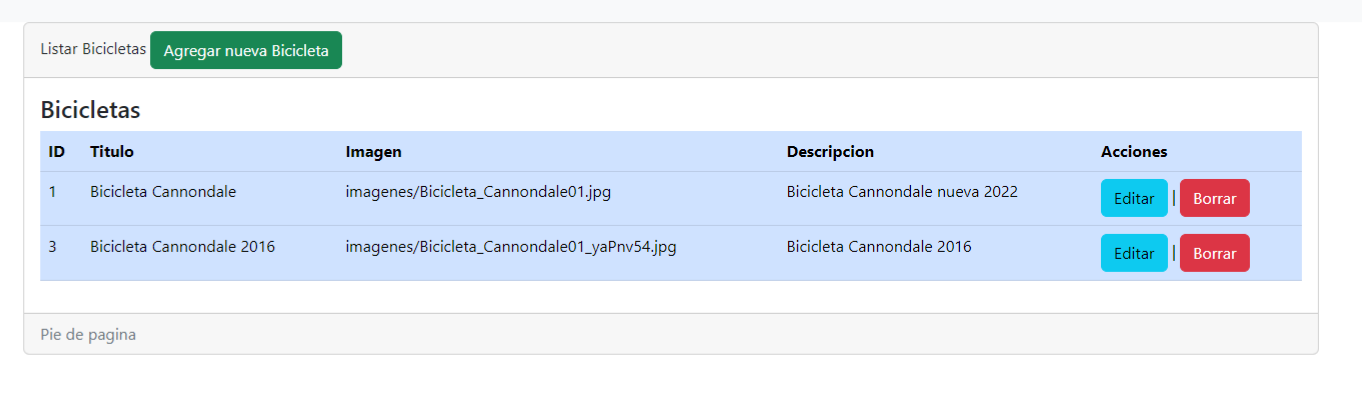 Listar Bicicletas Agregar nueva Bicicleta
Bicicletas
ID Titulo Imagen Descripcion Acciones
1 Bicicleta Cannondale imagenes/Bicicleta_Cannondale01.jpg Bicicleta Cannondale nueva 2022 Editar | Borrar
3 Bicicleta Cannondale 2016 imagenes/Bicicleta_Cannondale01_yaPnv54.jpg Bicicleta Cannondale 2016 Editar | Borrar
Pie de pagina